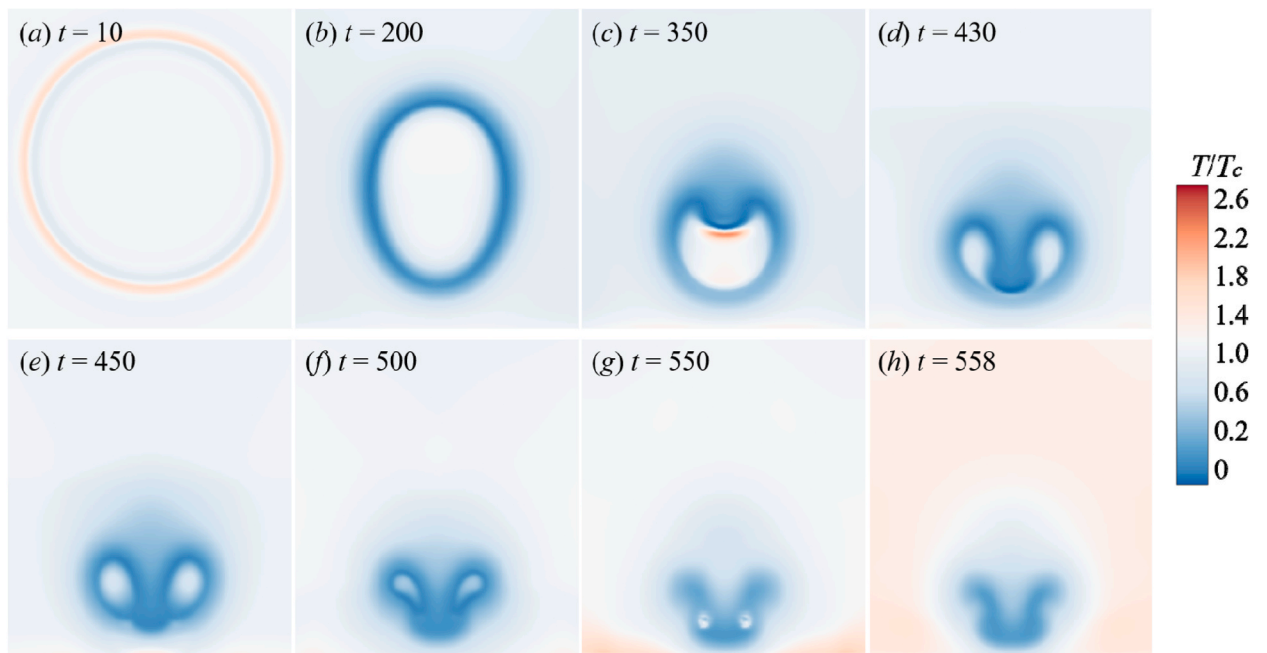 (a) t = 10
(b) t = 200
(c) t = 350
(d) t = 430
T/Tc
2.6
2.2
1.8
1.4
1.0
0.6
0.2
0
(e) t = 450
(f) t = 500
(g) t = 550
(h) t = 558